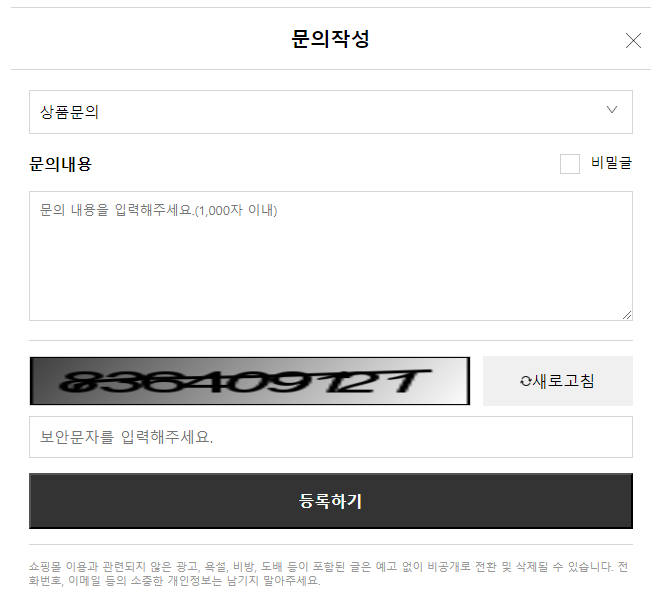 문의작성
상품문의
문의내용
비밀글
문의 내용을 입력해주세요.(1,000자 이내)
새로고침
보안문자를 입력해주세요.
등록하기
쇼핑몰 이용과 관련되지 않은 광고, 욕설, 비방, 도배 등이 포함된 글은 예고 없이 비공개로 전환 및 삭제될 수 있습니다. 전
화번호, 이메일 등의 소중한 개인정보는 남기지 말아주세요.